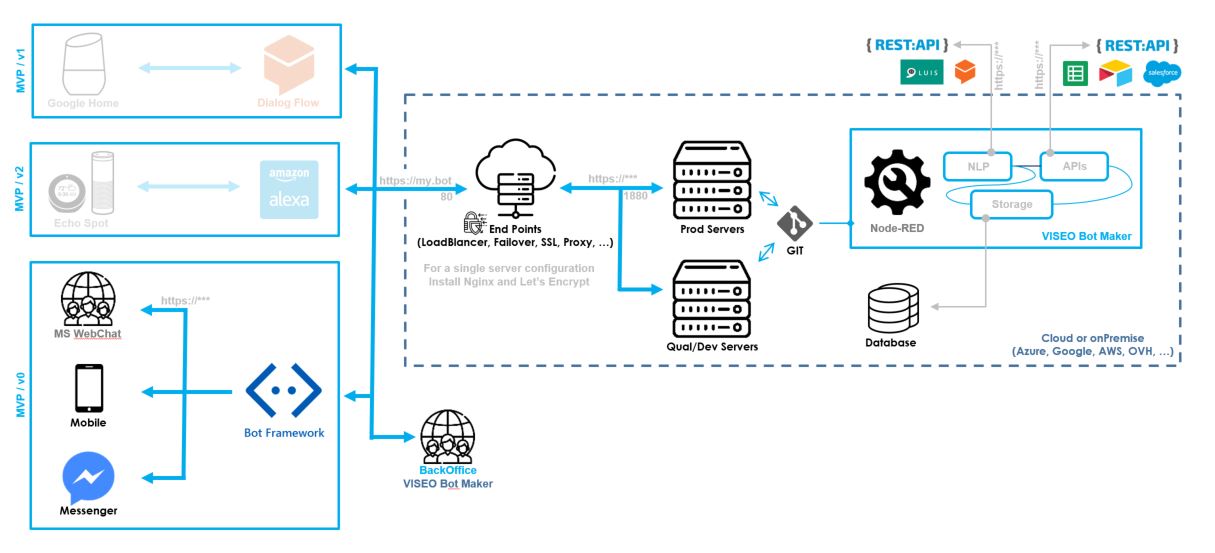 MVP / v1
Google Home
Dialog Flow
MVP / v2
72°
Echo Spot
amazon
alexa
MVP / v0
MS WebChat
https://***
Mobile
Messenger
Bot Framework
https://my.bot
80
End Points
(LoadBlancer, Failover, SSL, Proxy, ...)
For a single server configuration
Install Nginx and Let's Encrypt
https://***
1880
Prod Servers
Qual/Dev Servers
GIT
{ REST:API }
LUIS
https://***
https://***
{ REST:API }
salesforce
Node-RED
NLP
APIs
Storage
VISEO Bot Maker
Database
Cloud or onPremise
(Azure, Google, AWS, OVH, ...)
BackOffice
VISEO Bot Maker